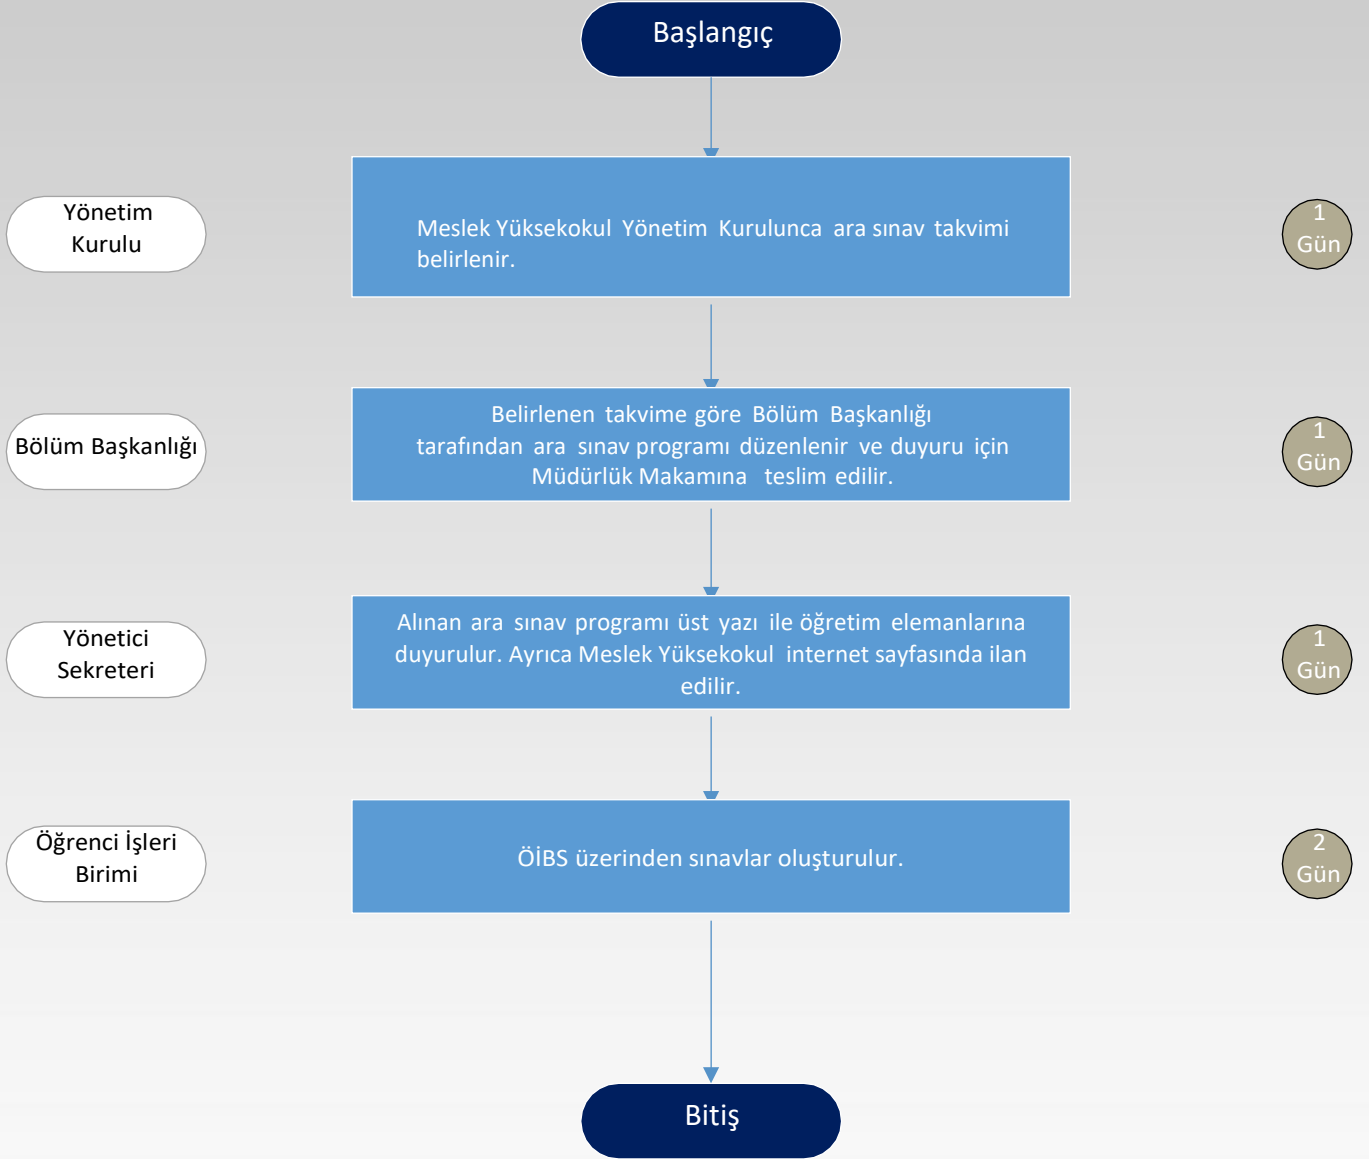 Başlangıç
Yönetim
Kurulu
Meslek Yüksekokul Yönetim Kurulunca ara sınav takvimi
belirlenir.
1
Gün
Bölüm Başkanlığı
Belirlenen takvime göre Bölüm Başkanlığı
tarafından ara sınav programı düzenlenir ve duyuru için
Müdürlük Makamına teslim edilir.
1
Gün
Yönetici
Sekreteri
Alınan ara sınav programı üst yazı ile öğretim elemanlarına
duyurulur. Ayrıca Meslek Yüksekokul internet sayfasında ilan
edilir.
1
Gün
Öğrenci İşleri
Birimi
ÖİBS üzerinden sınavlar oluşturulur.
2
Gün
Bitiş